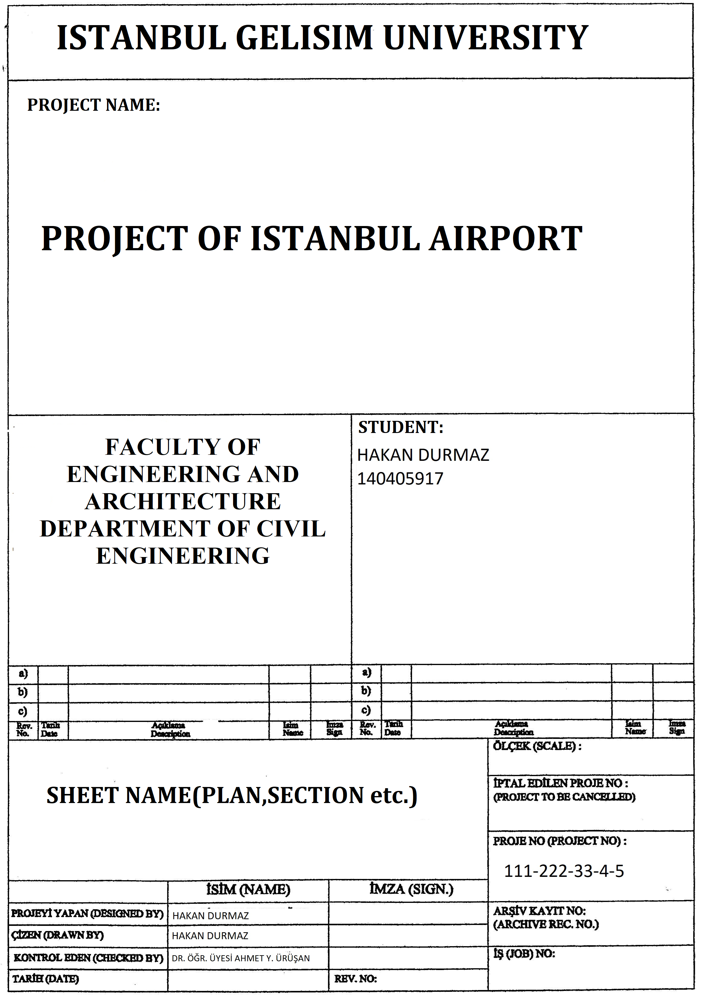 ISTANBUL GELISIM UNIVERSITY
PROJECT NAME:
PROJECT OF ISTANBUL AIRPORT
FACULTY OF
ENGINEERING AND
ARCHITECTURE
DEPARTMENT OF CIVIL
ENGINEERING
STUDENT:
HAKAN DURMAZ
140405917
a)
b)
c)
Rev. No.
Tarih Date
Açıklama Description
İsim Name
İmza Sign
a)
b)
c)
Rev. No.
Tarih Date
Açıklama Description
İsim Name
İmza Sign
SHEET NAME(PLAN,SECTION etc.)
ÖLÇEK (SCALE) :
İPTAL EDİLEN PROJE NO :
(PROJECT TO BE CANCELLED)
PROJE NO (PROJECT NO) :
111-222-33-4-5
ARŞİV KAYIT NO:
(ARCHIVE REC. NO.)
İŞ (JOB) NO:
İSİM (NAME) İMZA (SIGN.)
PROJEYİ YAPAN (DESIGNED BY) HAKAN DURMAZ
ÇİZEN (DRAWN BY) HAKAN DURMAZ
KONTROL EDEN (CHECKED BY) DR. ÖĞR. ÜYESİ AHMET Y. ÜRÜŞAN
TARİH (DATE) REV. NO: